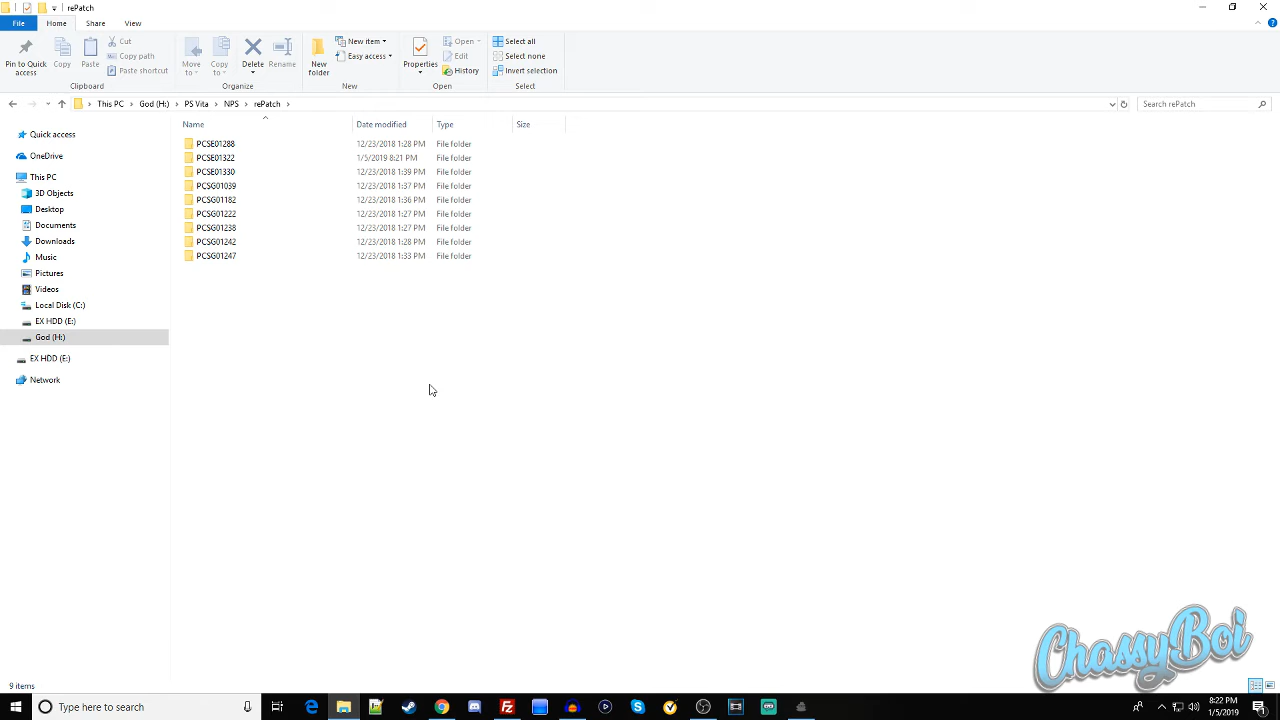 rePatch
File Home Share View
Pin to Quick access
Copy
Paste
Cut
Copy path
Paste shortcut
Clipboard
Move to
Copy to
Delete
Rename
Organize
New folder
New item
Easy access
New
Properties
Open
Edit
History
Open
Select all
Select none
Invert selection
Select
This PC God (H:) PS Vita NPS rePatch
Search rePatch
Name Date modified Type Size
PCSE01288 12/23/2018 1:28 PM File folder
PCSE01322 1/5/2019 8:21 PM File folder
PCSE01330 12/23/2018 1:39 PM File folder
PCSG01039 12/23/2018 1:37 PM File folder
PCSG01182 12/23/2018 1:36 PM File folder
PCSG01222 12/23/2018 1:27 PM File folder
PCSG01238 12/23/2018 1:27 PM File folder
PCSG01242 12/23/2018 1:28 PM File folder
PCSG01247 12/23/2018 1:33 PM File folder
Quick access
OneDrive
This PC
3D Objects
Desktop
Documents
Downloads
Music
Pictures
Videos
Local Disk (C:)
EX HDD (E:)
God (H:)
EX HDD (E:)
Network
ChassyBoi
9 items
Type here to search
8:22 PM
1/5/2019